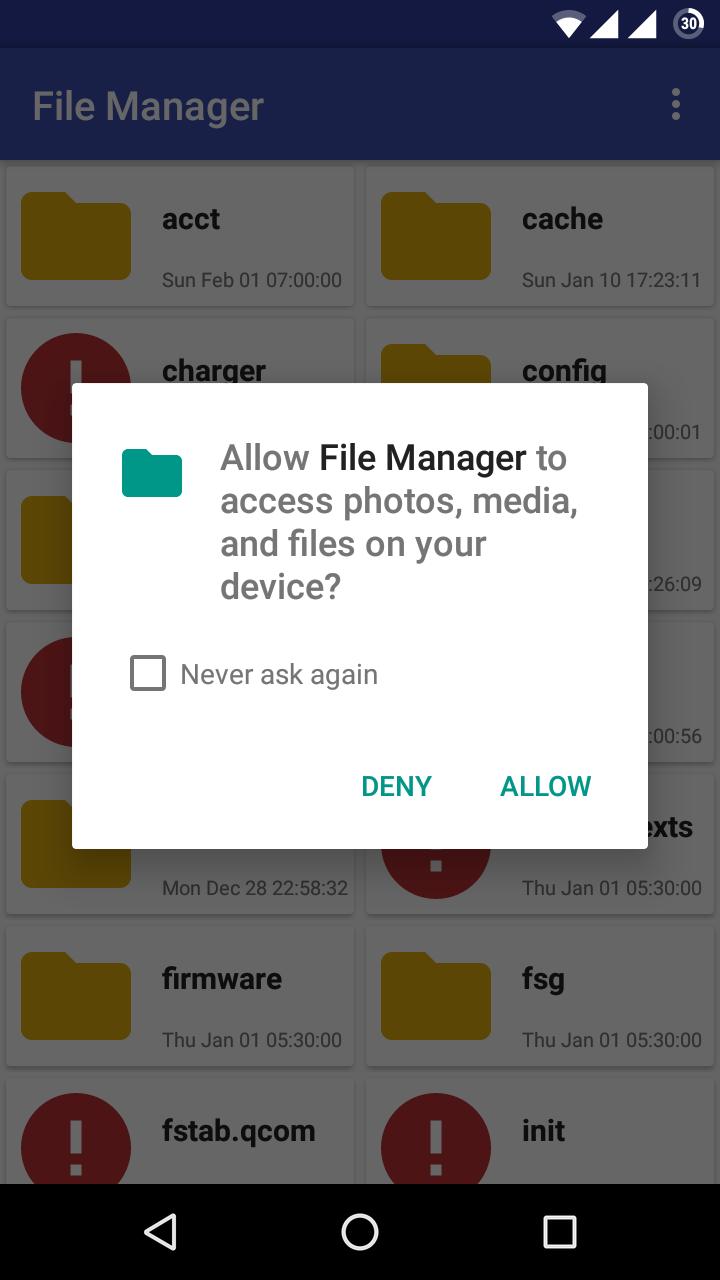 30
File Manager
acct
Sun Feb 01 07:00:00
cache
Sun Jan 10 17:23:11
charger
config
:00:01
Allow File Manager to
access photos, media,
and files on your
device?
:26:09
Never ask again
:00:56
DENY
ALLOW
exts
Mon Dec 28 22:58:32
Thu Jan 01 05:30:00
firmware
Thu Jan 01 05:30:00
fsg
Thu Jan 01 05:30:00
fstab.qcom
init